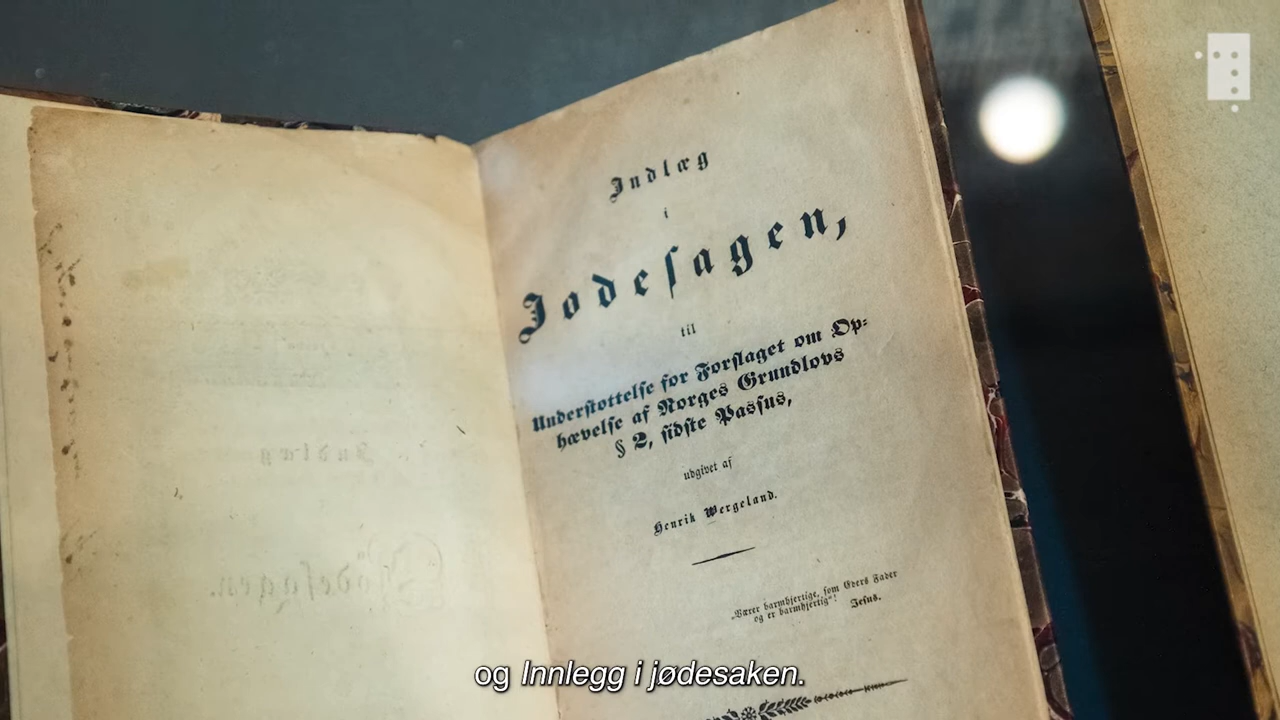 Indlæg
i
Jødesagen,
til
Understøttelse for Forslaget om Op-
hævelse af Norges Grundlovs
§ 2, sidste Passus,
udgivet af
Henrik Wergeland.
„Værer barmhjertige, som Eders Fader
og er barmhjertig“!
Jesus.
og Innlegg i jødesaken.